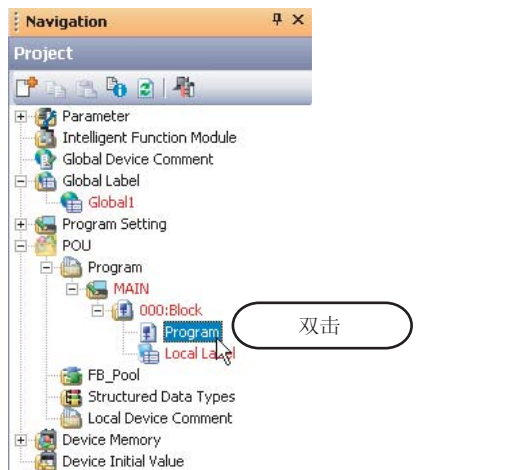 Navigation
Project
Parameter
Intelligent Function Module
Global Device Comment
Global Label
Global1
Program Setting
POU
Program
MAIN
000:Block
Program
双击
Local Label
FB_Pool
Structured Data Types
Local Device Comment
Device Memory
Device Initial Value